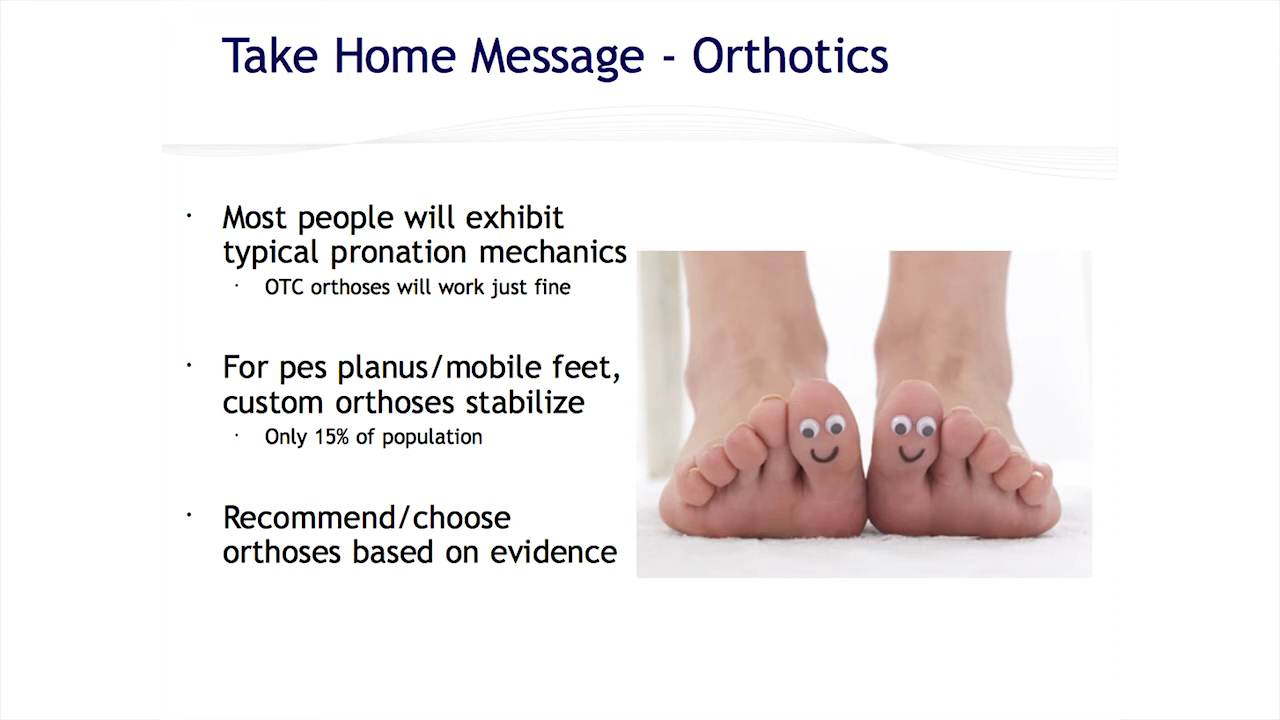 Take Home Message - Orthotics
· Most people will exhibit
typical pronation mechanics
· OTC orthoses will work just fine
· For pes planus/mobile feet,
custom orthoses stabilize
· Only 15% of population
· Recommend/choose
orthoses based on evidence